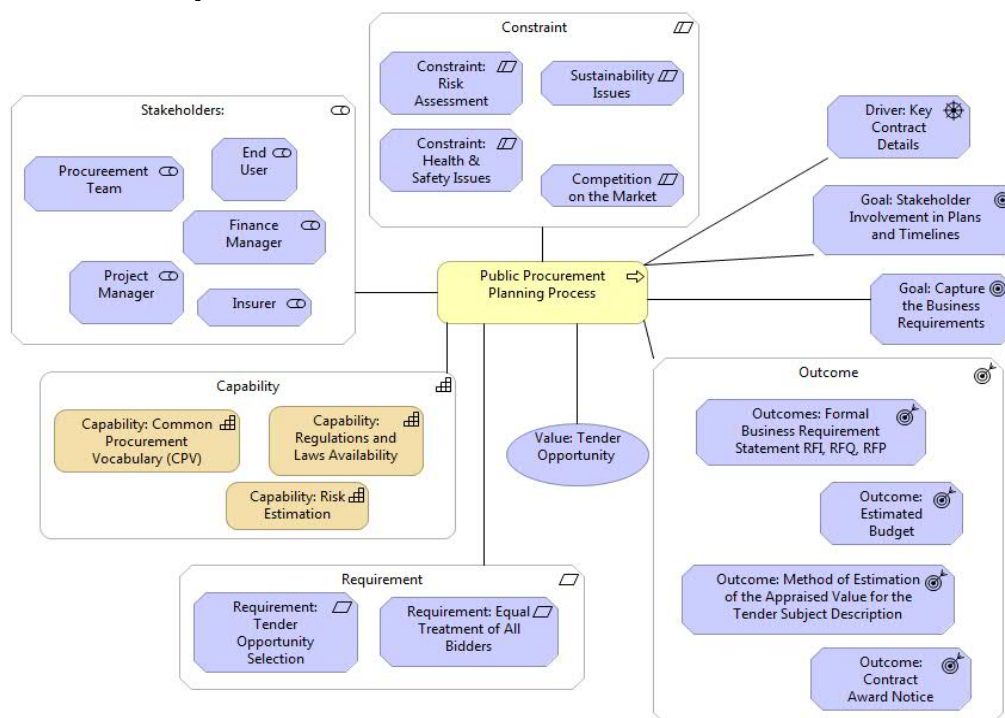 Constraint
Constraint:
Risk
Assessment
Sustainability
Issues
Constraint:
Health &
Safety Issues
Competition
on the Market
Stakeholders:
End
User
Procureement
Team
Finance
Manager
Project
Manager
Insurer
Driver: Key
Contract
Details
Goal: Stakeholder
Involvement in Plans
and Timelines
Public Procurement
Planning Process
Goal: Capture
the Business
Requirements
Capability
Capability: Common
Procurement
Vocabulary (CPV)
Capability:
Regulations and
Laws Availability
Capability: Risk
Estimation
Value: Tender
Opportunity
Outcome
Outcomes: Formal
Business Requirement
Statement RFI, RFQ, RFP
Outcome:
Estimated
Budget
Outcome: Method of Estimation
of the Appraised Value for the
Tender Subject Description
Outcome:
Contract
Award Notice
Requirement
Requirement:
Tender
Opportunity
Selection
Requirement: Equal
Treatment of All
Bidders